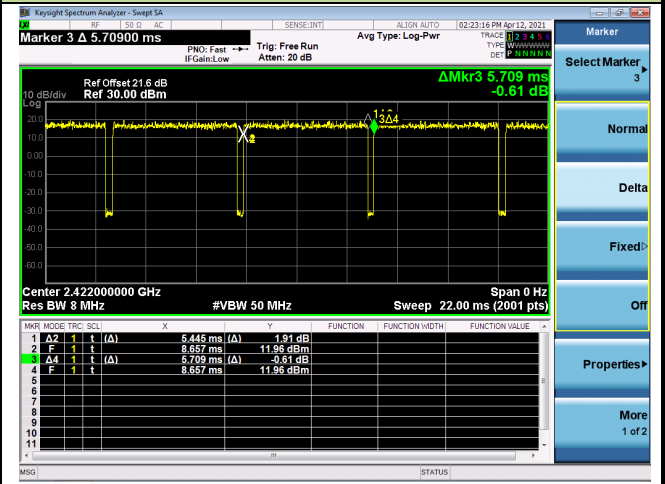 Keysight Spectrum Analyzer - Swept SA
RF 50 Ω AC SENSE:INT ALIGN AUTO 02:23:16 PM Apr 12, 2021
Marker 3 Δ 5.70900 ms
PNO: Fast
IFGain:Low
Trig: Free Run
Atten: 20 dB
Avg Type: Log-Pwr
TRACE 1 2 3 4 5 6
TYPE WWWWWWW
DET P N N N N N
Ref Offset 21.6 dB
10 dB/div Ref 30.00 dBm
Log
ΔMkr3 5.709 ms
-0.61 dB
20.0
10.0
0.00
-10.0
-20.0
-30.0
-40.0
-50.0
-60.0
3Δ4
Center 2.422000000 GHz Span 0 Hz
Res BW 8 MHz #VBW 50 MHz Sweep 22.00 ms (2001 pts)
MKR MODE TRC SCL X Y FUNCTION FUNCTION WIDTH FUNCTION VALUE
1 Δ2 1 t (Δ) 5.445 ms (Δ) 1.91 dB
2 F 1 t 8.657 ms 11.96 dBm
3 Δ4 1 t (Δ) 5.709 ms (Δ) -0.61 dB
4 F 1 t 8.657 ms 11.96 dBm
5
6
7
8
9
10
11
MSG STATUS
Marker
Select Marker
3
Normal
Delta
Fixed
Off
Properties
More
1 of 2